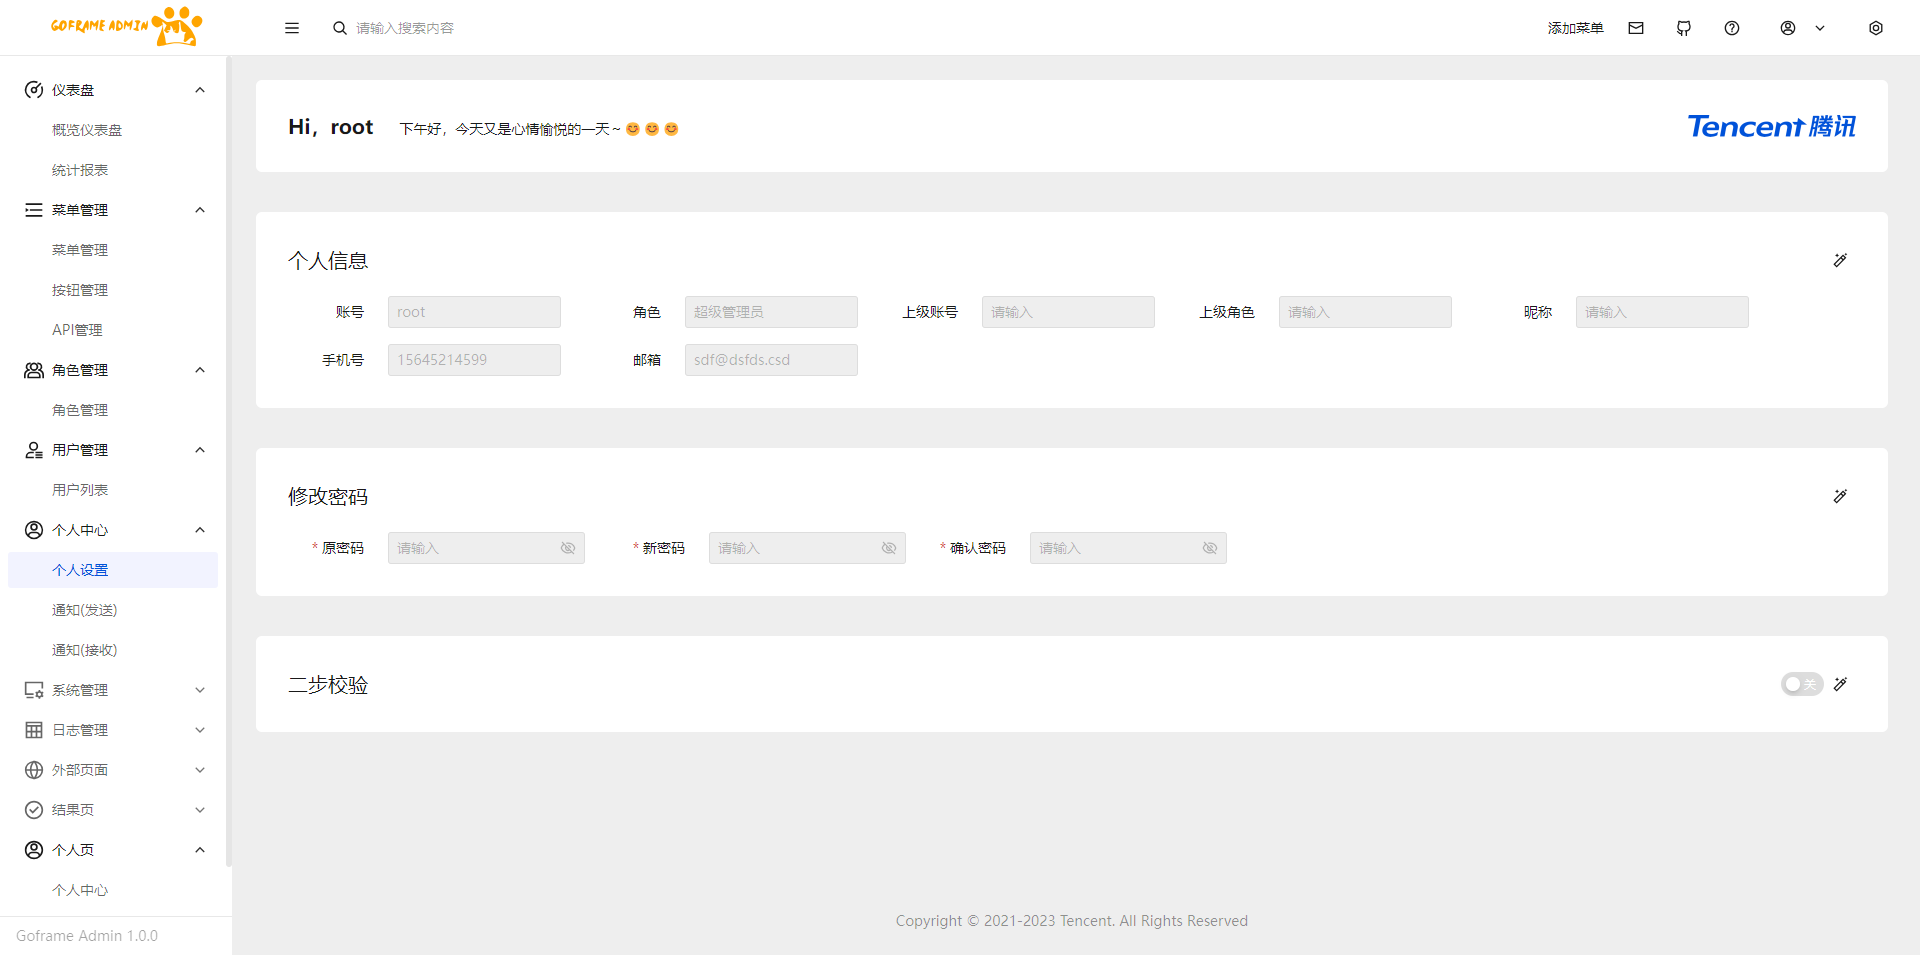 GOFRAME ADMIN
请输入搜索内容
添加菜单
仪表盘
概览仪表盘
统计报表
菜单管理
菜单管理
按钮管理
API管理
角色管理
角色管理
用户管理
用户列表
个人中心
个人设置
通知(发送)
通知(接收)
系统管理
日志管理
外部页面
结果页
个人页
个人中心
Goframe Admin 1.0.0
Hi，root 下午好，今天又是心情愉悦的一天～😊😊😊
Tencent 腾讯
个人信息
账号 root 角色 超级管理员 上级账号 请输入 上级角色 请输入 昵称 请输入
手机号 15645214599 邮箱 sdf@dsfds.csd
修改密码
* 原密码 请输入 * 新密码 请输入 * 确认密码 请输入
二步校验
关
Copyright © 2021-2023 Tencent. All Rights Reserved